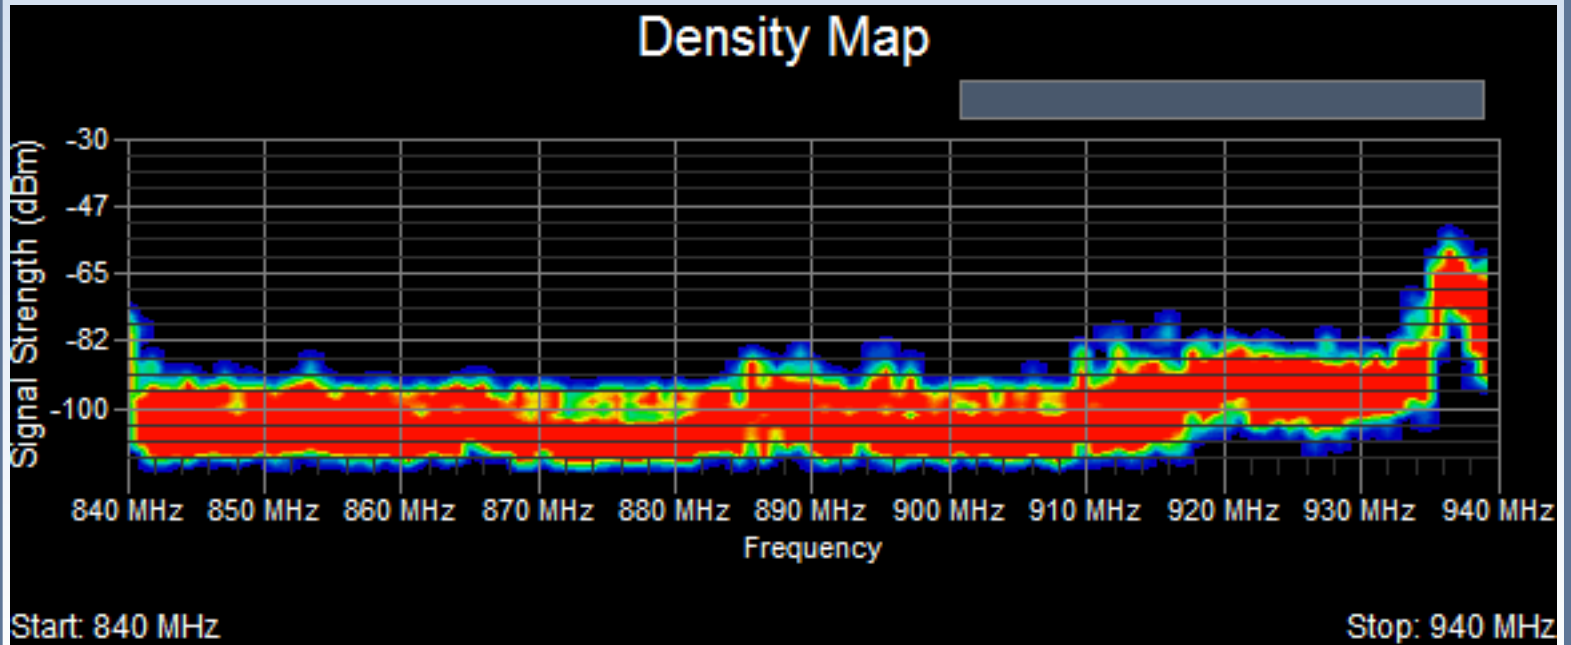 Density Map
Signal Strength (dBm)
-30
-47
-65
-82
-100
840 MHz 850 MHz 860 MHz 870 MHz 880 MHz 890 MHz 900 MHz 910 MHz 920 MHz 930 MHz 940 MHz
Frequency
Start: 840 MHz Stop: 940 MHz